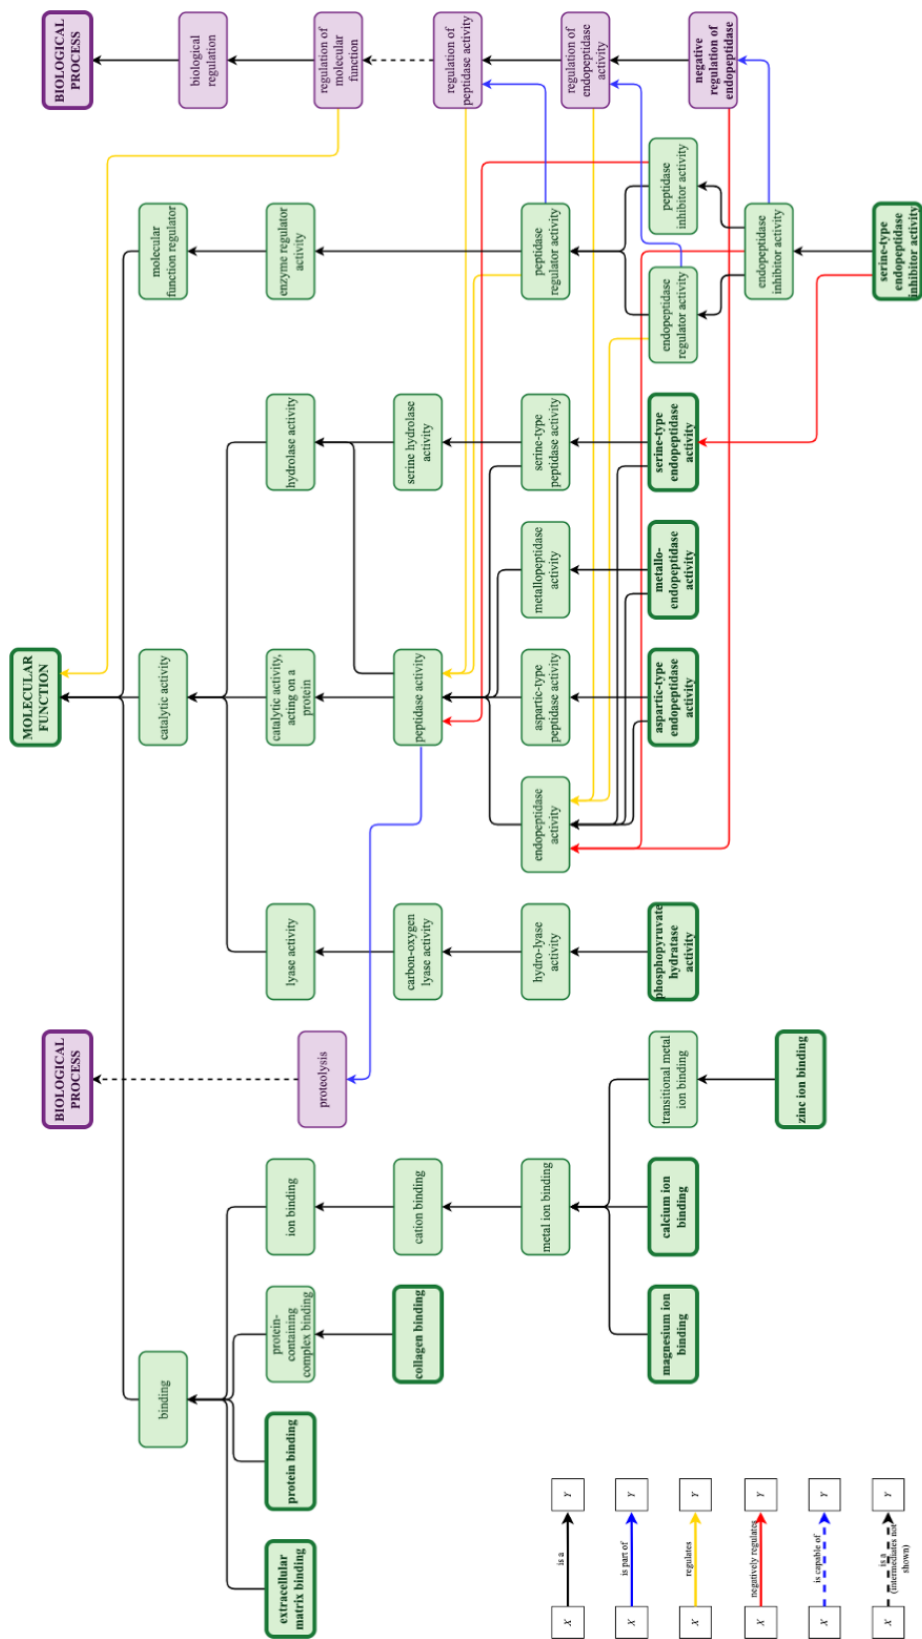 MOLECULAR
FUNCTION
BIOLOGICAL
PROCESS
BIOLOGICAL
PROCESS
binding
catalytic activity
molecular
function regulator
biological
regulation
extracellular
matrix binding
protein binding
protein-
containing
complex binding
ion binding
lyase activity
catalytic activity,
acting on a
protein
hydrolase activity
enzyme regulator
activity
proteolysis
regulation of
molecular
function
collagen binding
cation binding
carbon-oxygen
lyase activity
peptidase activity
serine hydrolase
activity
regulation of
peptidase activity
metal ion binding
hydro-lyase
activity
endopeptidase
activity
aspartic-type
peptidase activity
metallopeptidase
activity
serine-type
peptidase activity
peptidase
regulator activity
regulation of
endopeptidase
activity
magnesium ion
binding
calcium ion
binding
transitional metal
ion binding
phosphopyruvate
hydratase
activity
aspartic-type
endopeptidase
activity
metallo-
endopeptidase
activity
serine-type
endopeptidase
activity
endopeptidase
regulator activity
peptidase
inhibitor activity
negative
regulation of
endopeptidase
zinc ion binding
endopeptidase
inhibitor activity
serine-type
endopeptidase
inhibitor activity
X is a Y
X is part of Y
X regulates Y
X negatively regulates Y
X is capable of Y
X is a
(intermediates not
shown) Y